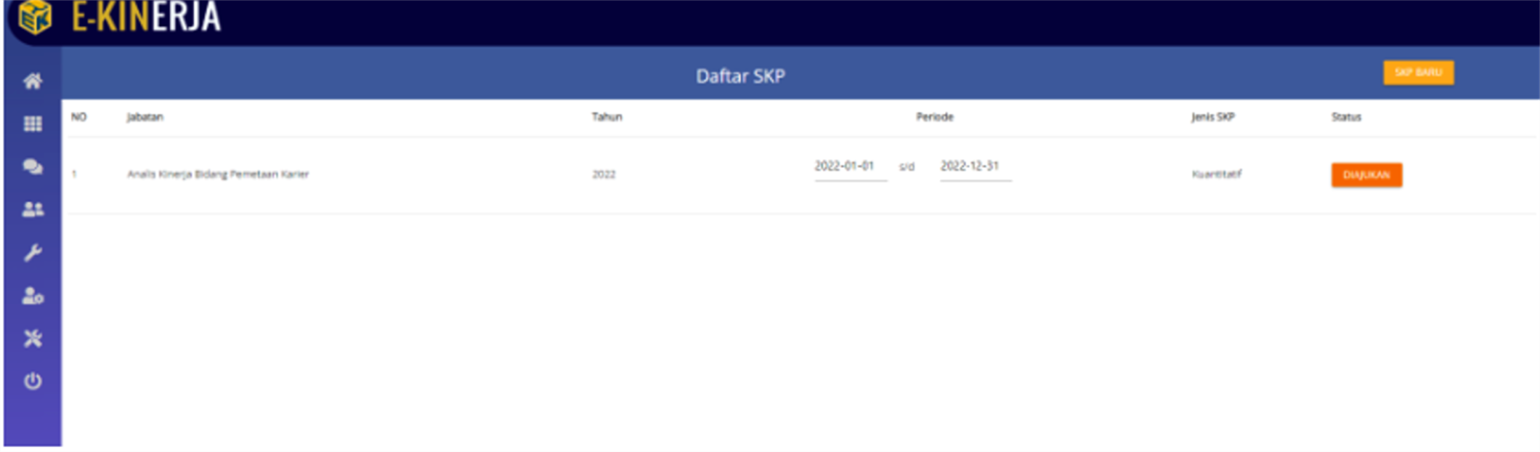 E-KINERJA
Daftar SKP
SKP BARU
NO Jabatan Tahun Periode Jenis SKP Status
1 Analis Kinerja Bidang Pemetaan Karier 2022 2022-01-01 s/d 2022-12-31 Kuantitatif DIAJUKAN